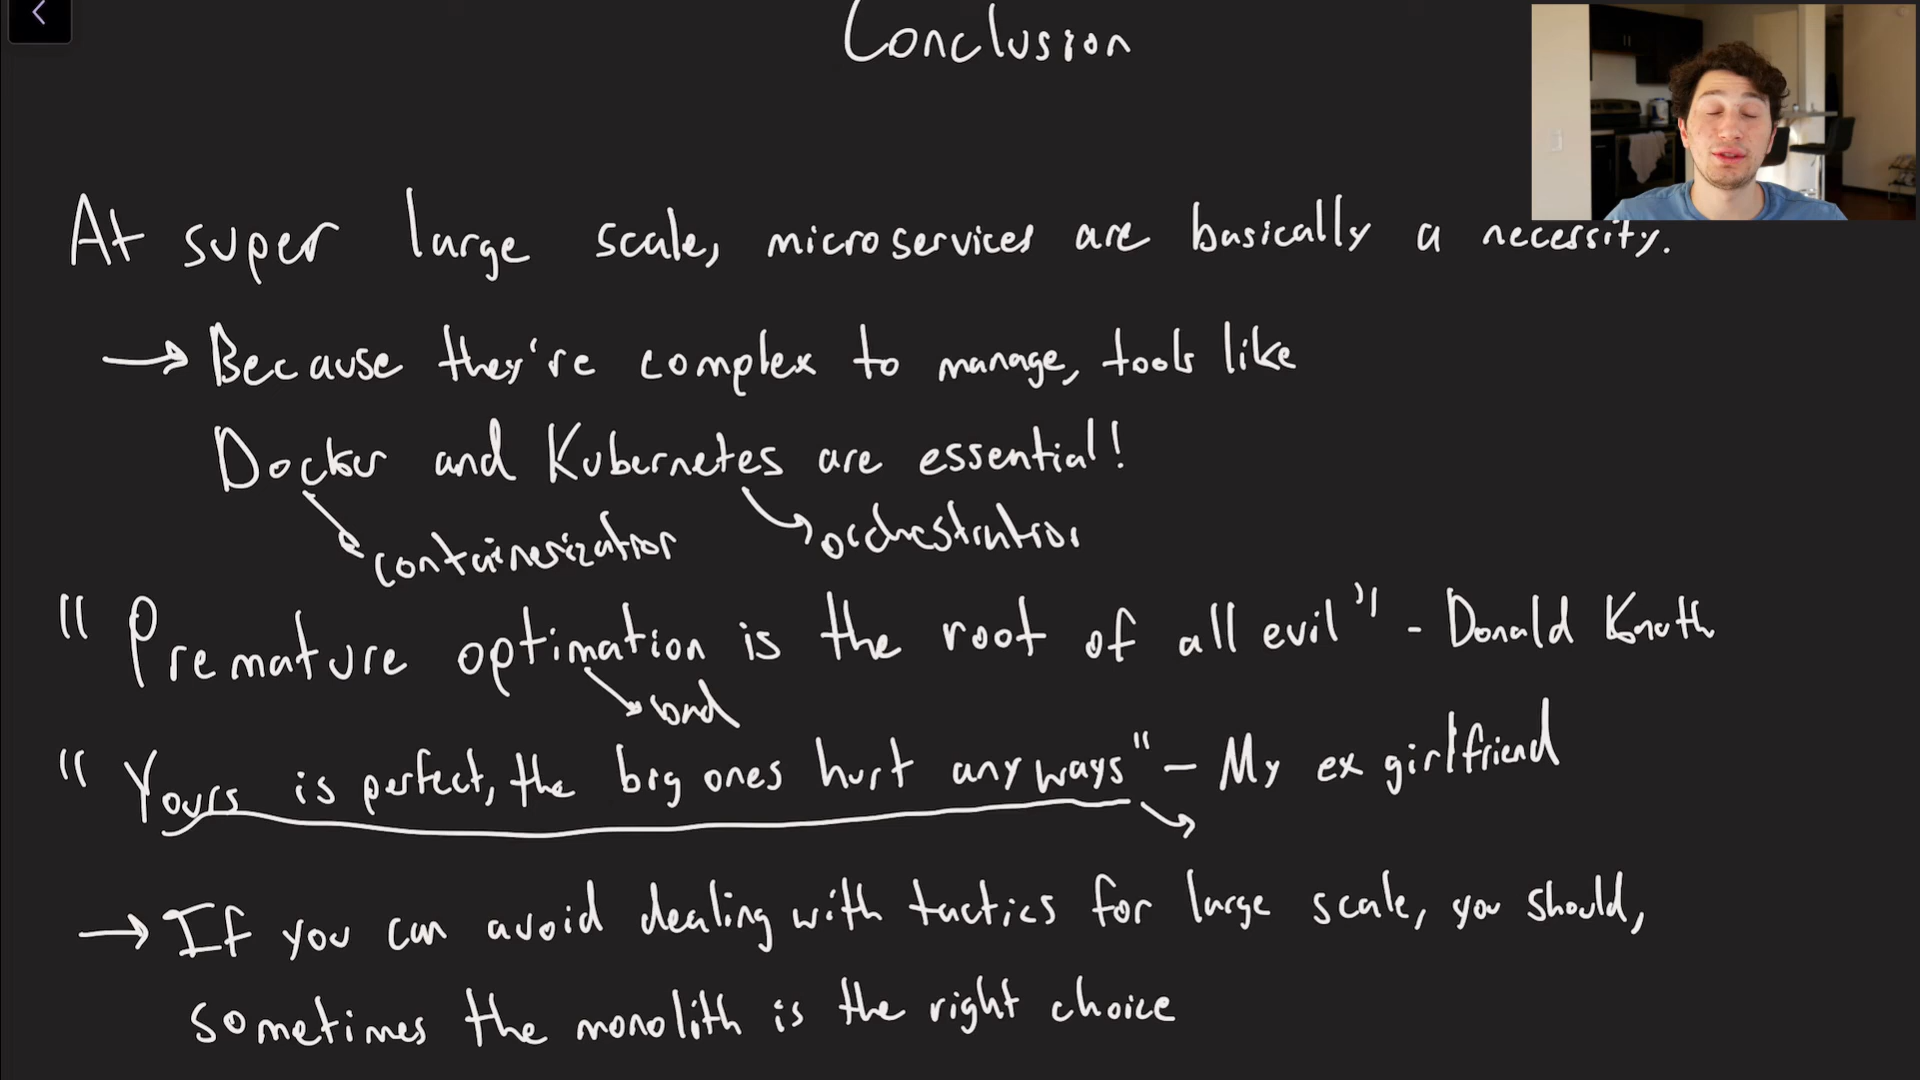 Conclusion
At super large scale, microservices are basically a necessity.
→ Because they're complex to manage, tools like
Docker and Kubernetes are essential!
containerization
orchestration
"Premature optimation is the root of all evil" - Donald Knuth
"Yours is perfect, the big ones hurt anyways" - My ex girlfriend
→ If you can avoid dealing with tactics for large scale, you should,
sometimes the monolith is the right choice